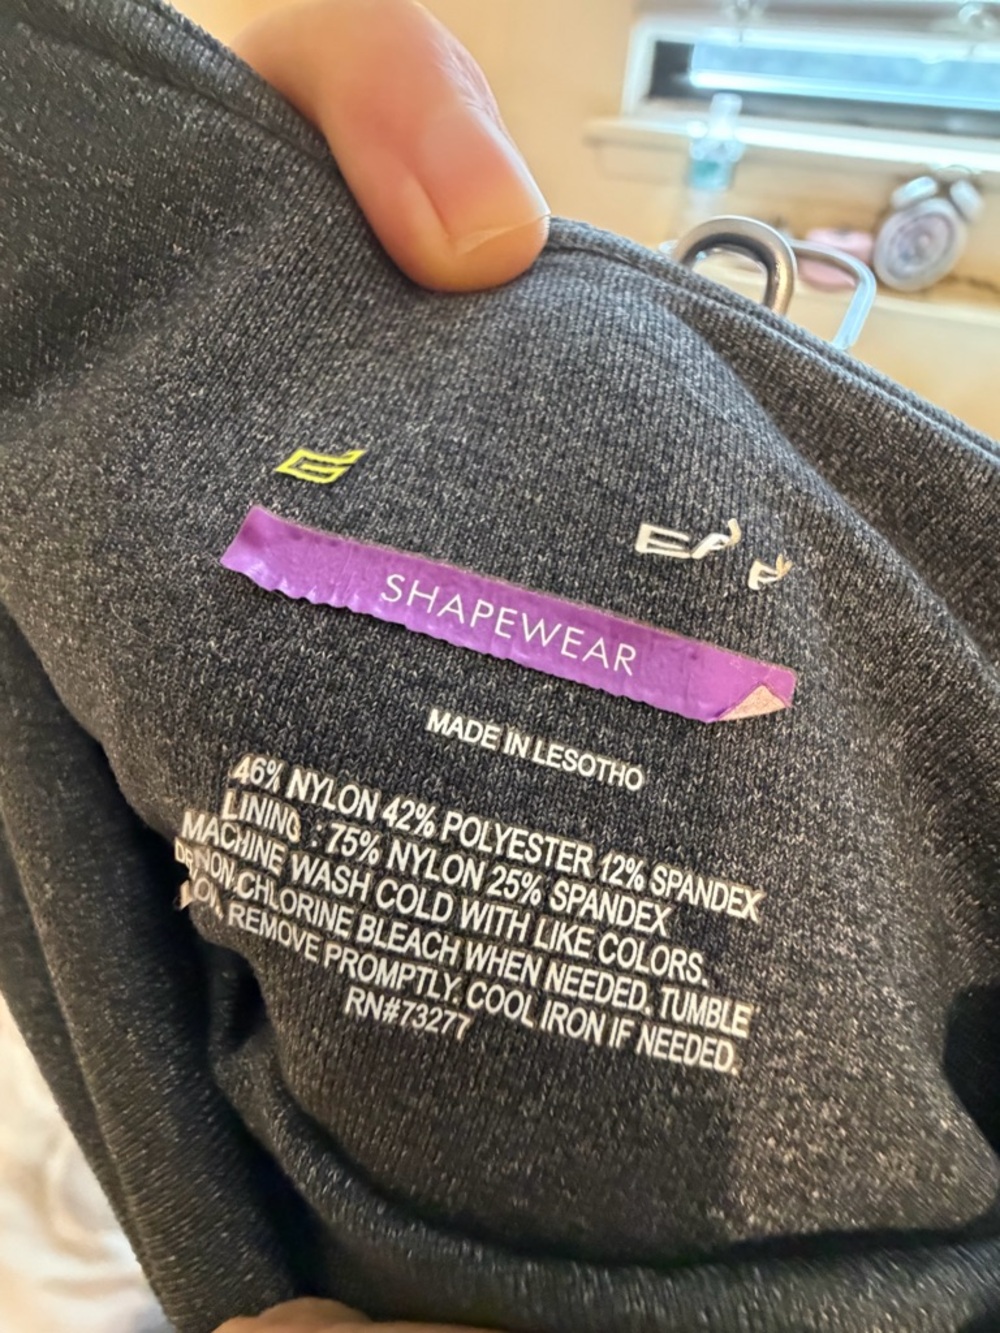 SHAPEWEAR
MADE IN LESOTHO
46% NYLON 42% POLYESTER 12% SPANDEX
LINING : 75% NYLON 25% SPANDEX
MACHINE WASH COLD WITH LIKE COLORS.
NON CHLORINE BLEACH WHEN NEEDED. TUMBLE
REMOVE PROMPTLY. COOL IRON IF NEEDED.
RN#73277